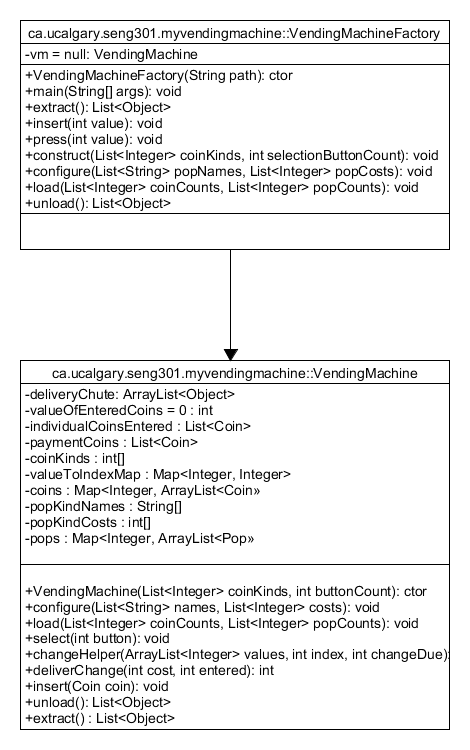 ca.ucalgary.seng301.myvendingmachine::VendingMachineFactory
-vm = null: VendingMachine
+VendingMachineFactory(String path): ctor
+main(String[] args): void
+extract(): List<Object>
+insert(int value): void
+press(int value): void
+construct(List<Integer> coinKinds, int selectionButtonCount): void
+configure(List<String> popNames, List<Integer> popCosts): void
+load(List<Integer> coinCounts, List<Integer> popCounts): void
+unload(): List<Object>
ca.ucalgary.seng301.myvendingmachine::VendingMachine
-deliveryChute: ArrayList<Object>
-valueOfEnteredCoins = 0 : int
-individualCoinsEntered : List<Coin>
-paymentCoins : List<Coin>
-coinKinds : int[]
-valueToIndexMap : Map<Integer, Integer>
-coins : Map<Integer, ArrayList<Coin»
-popKindNames : String[]
-popKindCosts : int[]
-pops : Map<Integer, ArrayList<Pop»
+VendingMachine(List<Integer> coinKinds, int buttonCount): ctor
+configure(List<String> names, List<Integer> costs): void
+load(List<Integer> coinCounts, List<Integer> popCounts): void
+select(int button): void
+changeHelper(ArrayList<Integer> values, int index, int changeDue):
+deliverChange(int cost, int entered): int
+insert(Coin coin): void
+unload(): List<Object>
+extract() : List<Object>